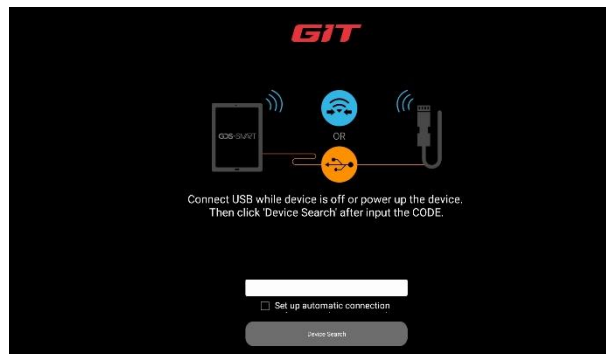 GIT
GDS-SMART
OR
Connect USB while device is off or power up the device.
Then click 'Device Search' after input the CODE.
Set up automatic connection
Device Search